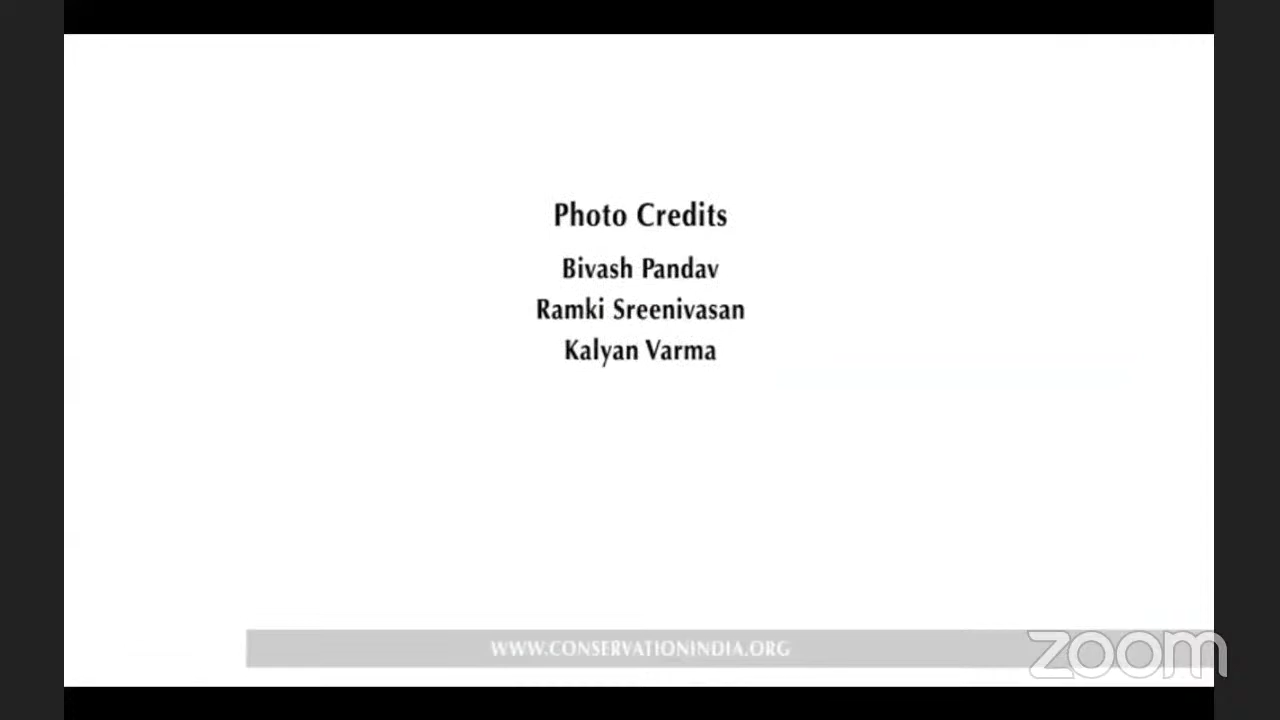 Photo Credits
Bivash Pandav
Ramki Sreenivasan
Kalyan Varma
WWW.CONSERVATIONINDIA.ORG
zoom